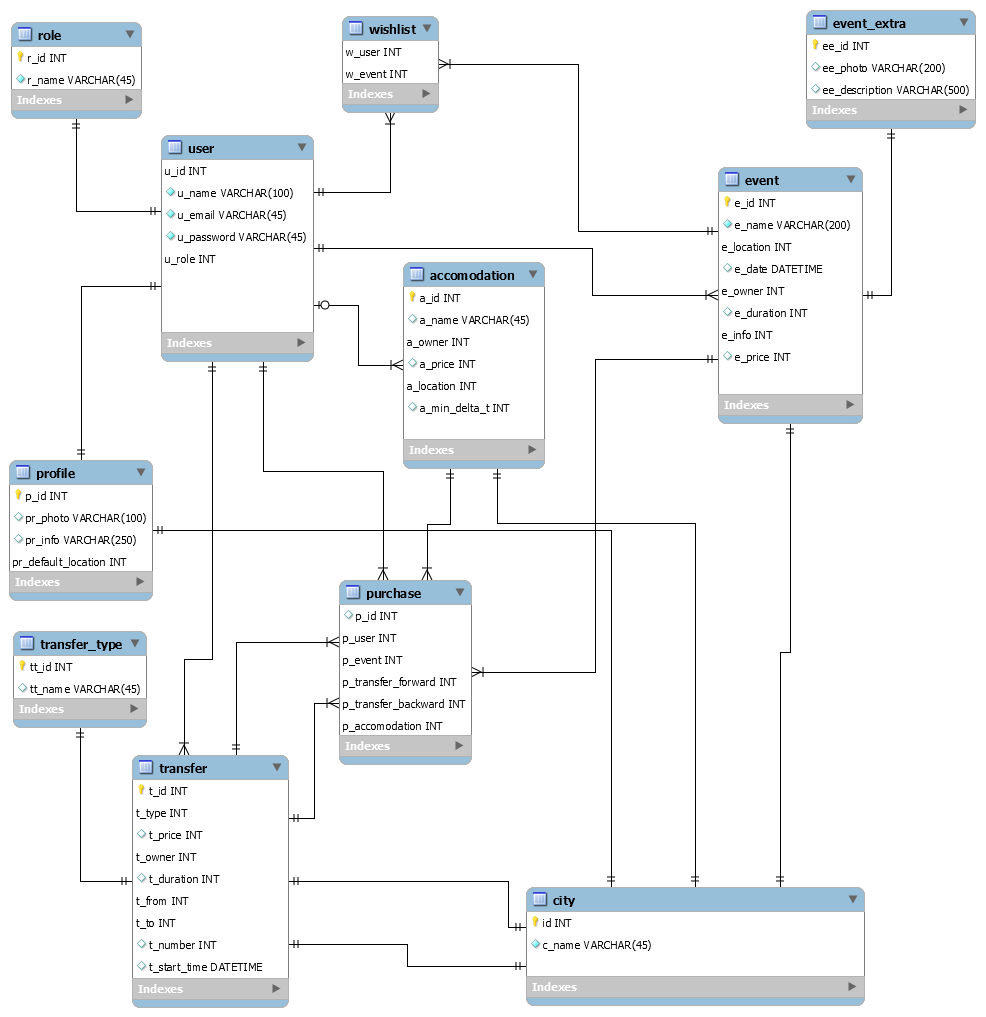 role
r_id INT
r_name VARCHAR(45)
Indexes
wishlist
w_user INT
w_event INT
Indexes
event_extra
ee_id INT
ee_photo VARCHAR(200)
ee_description VARCHAR(500)
Indexes
user
u_id INT
u_name VARCHAR(100)
u_email VARCHAR(45)
u_password VARCHAR(45)
u_role INT
Indexes
event
e_id INT
e_name VARCHAR(200)
e_location INT
e_date DATETIME
e_owner INT
e_duration INT
e_info INT
e_price INT
Indexes
accomodation
a_id INT
a_name VARCHAR(45)
a_owner INT
a_price INT
a_location INT
a_min_delta_t INT
Indexes
profile
p_id INT
pr_photo VARCHAR(100)
pr_info VARCHAR(250)
pr_default_location INT
Indexes
purchase
p_id INT
p_user INT
p_event INT
p_transfer_forward INT
p_transfer_backward INT
p_accomodation INT
Indexes
transfer_type
tt_id INT
tt_name VARCHAR(45)
Indexes
transfer
t_id INT
t_type INT
t_price INT
t_owner INT
t_duration INT
t_from INT
t_to INT
t_number INT
t_start_time DATETIME
Indexes
city
id INT
c_name VARCHAR(45)
Indexes